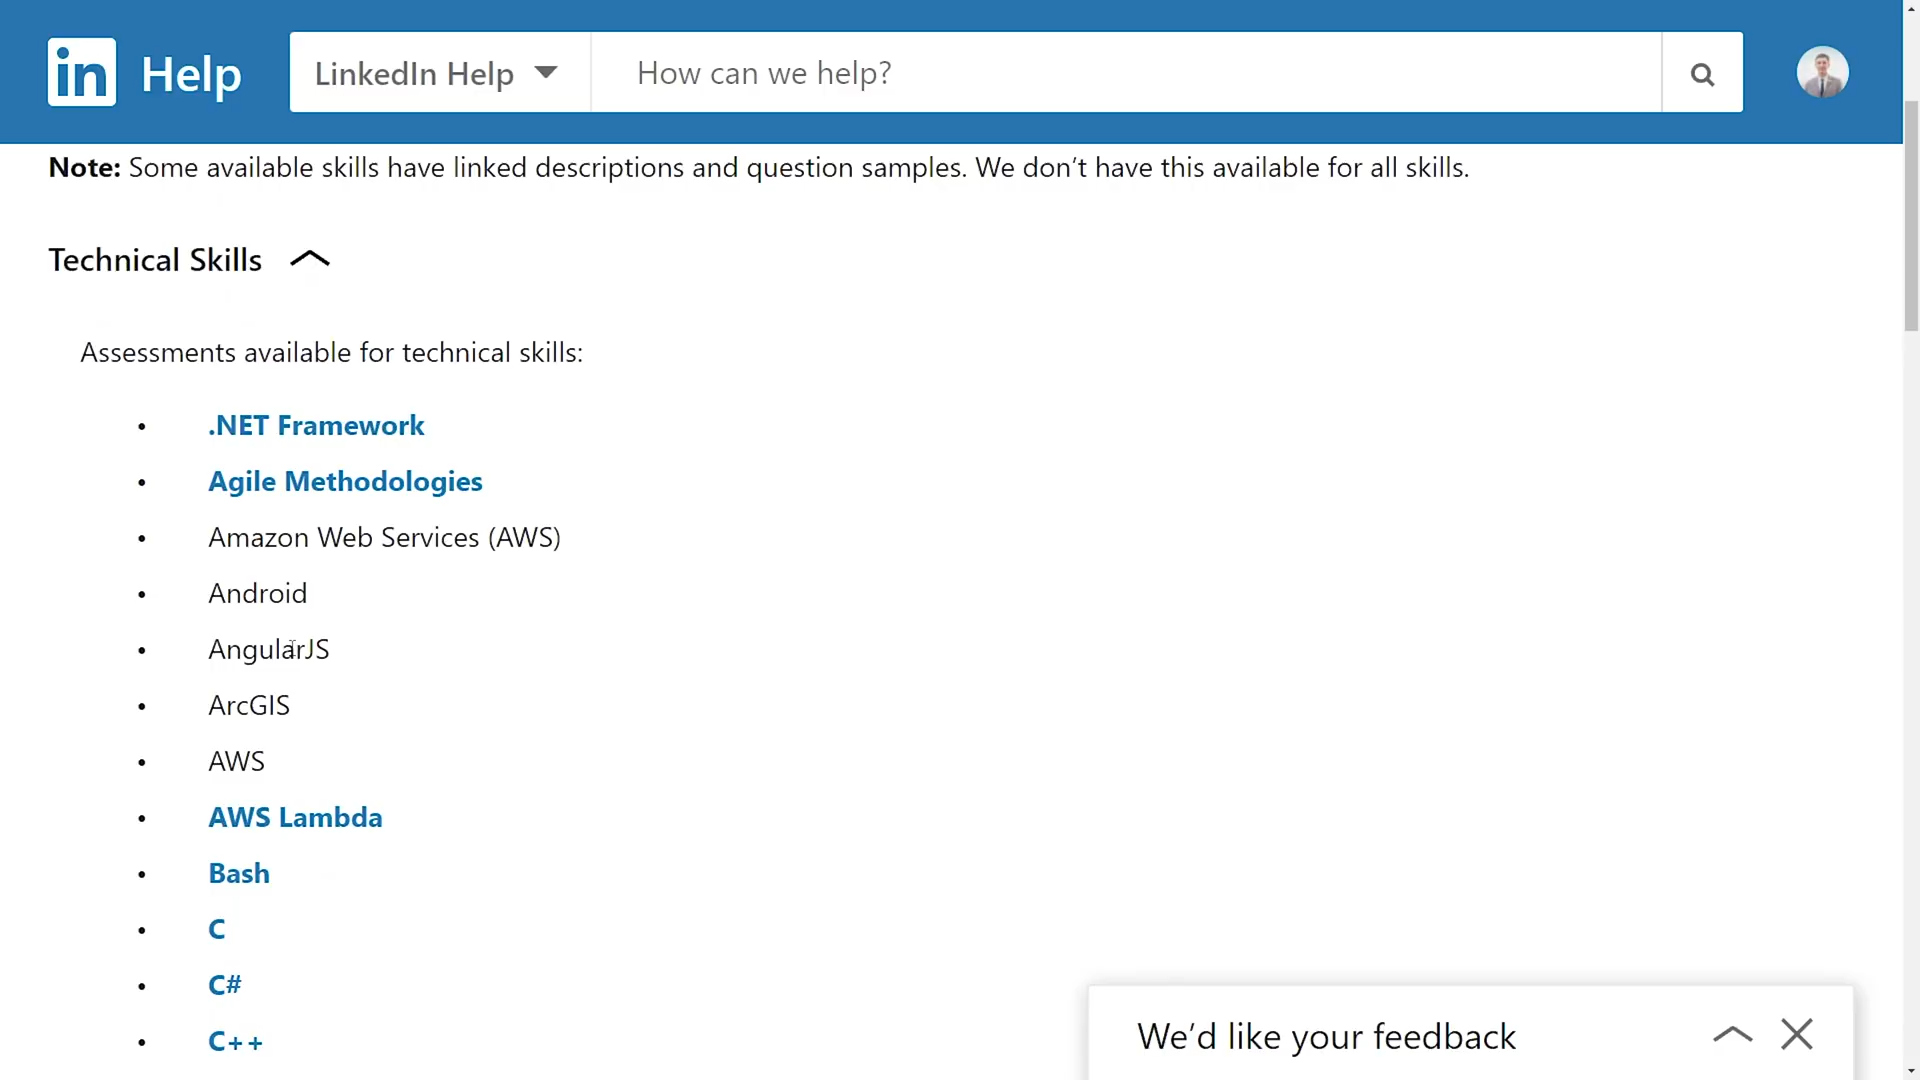 in Help
LinkedIn Help
How can we help?
Note: Some available skills have linked descriptions and question samples. We don’t have this available for all skills.
Technical Skills
Assessments available for technical skills:
• .NET Framework
• Agile Methodologies
• Amazon Web Services (AWS)
• Android
• AngularJS
• ArcGIS
• AWS
• AWS Lambda
• Bash
• C
• C#
• C++
We’d like your feedback